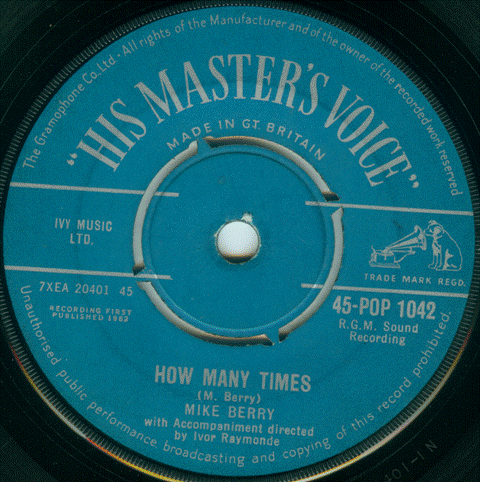 The Gramophone Co. Ltd. - All rights of the Manufacturer and of the owner of the recorded work reserved
"HIS MASTER'S VOICE"
MADE IN GT. BRITAIN
IVY MUSIC
LTD.
TRADE MARK REGD.
7XEA 20401 45
45-POP 1042
RECORDING FIRST
PUBLISHED 1962
R.G.M. Sound
Recording
HOW MANY TIMES
(M. Berry)
MIKE BERRY
with Accompaniment directed
by Ivor Raymonde
Unauthorised public performance broadcasting and copying of this record prohibited.